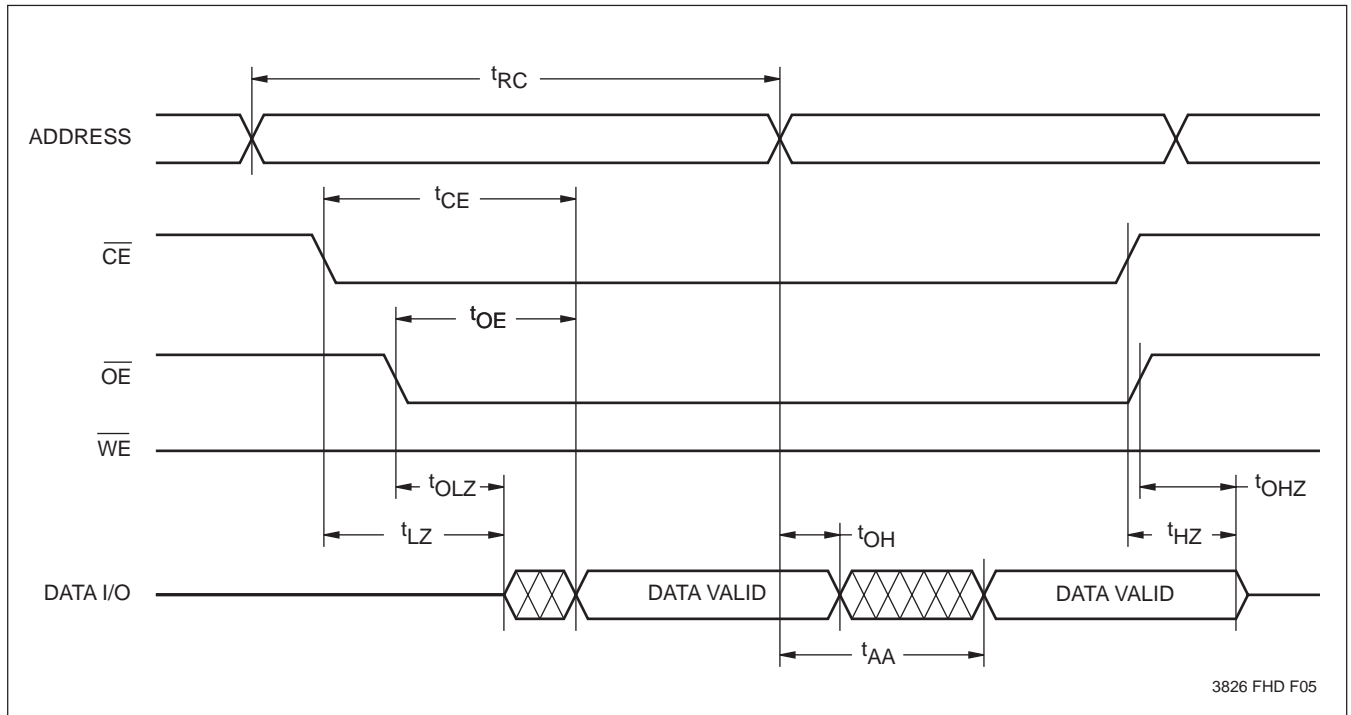 tRC
ADDRESS
tCE
CE
tOE
OE
WE
tOLZ
tOHZ
tLZ
tOH
tHZ
DATA I/O
DATA VALID
DATA VALID
tAA
3826 FHD F05